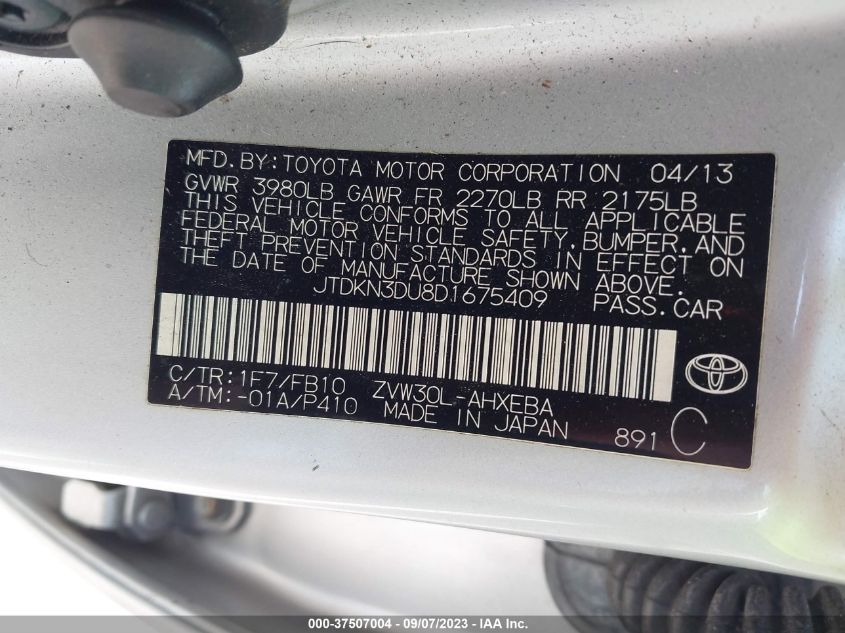 MFD.BY:TOYOTA MOTOR CORPORATION 04/13
GVWR 3980LB GAWR FR 2270LB RR 2175LB
THIS VEHICLE CONFORMS TO ALL APPLICABLE
FEDERAL MOTOR VEHICLE SAFETY,BUMPER,AND
THEFT PREVENTION STANDARDS IN EFFECT ON
THE DATE OF MANUFACTURE SHOWN ABOVE.
JTDKN3DU8D1675409 PASS.CAR
C/TR:1F7/FB10 ZVW30L-AHXEBA
A/TM:-01A/P410 MADE IN JAPAN
891 C
000-37507004 - 09/07/2023 - © IAA Inc.